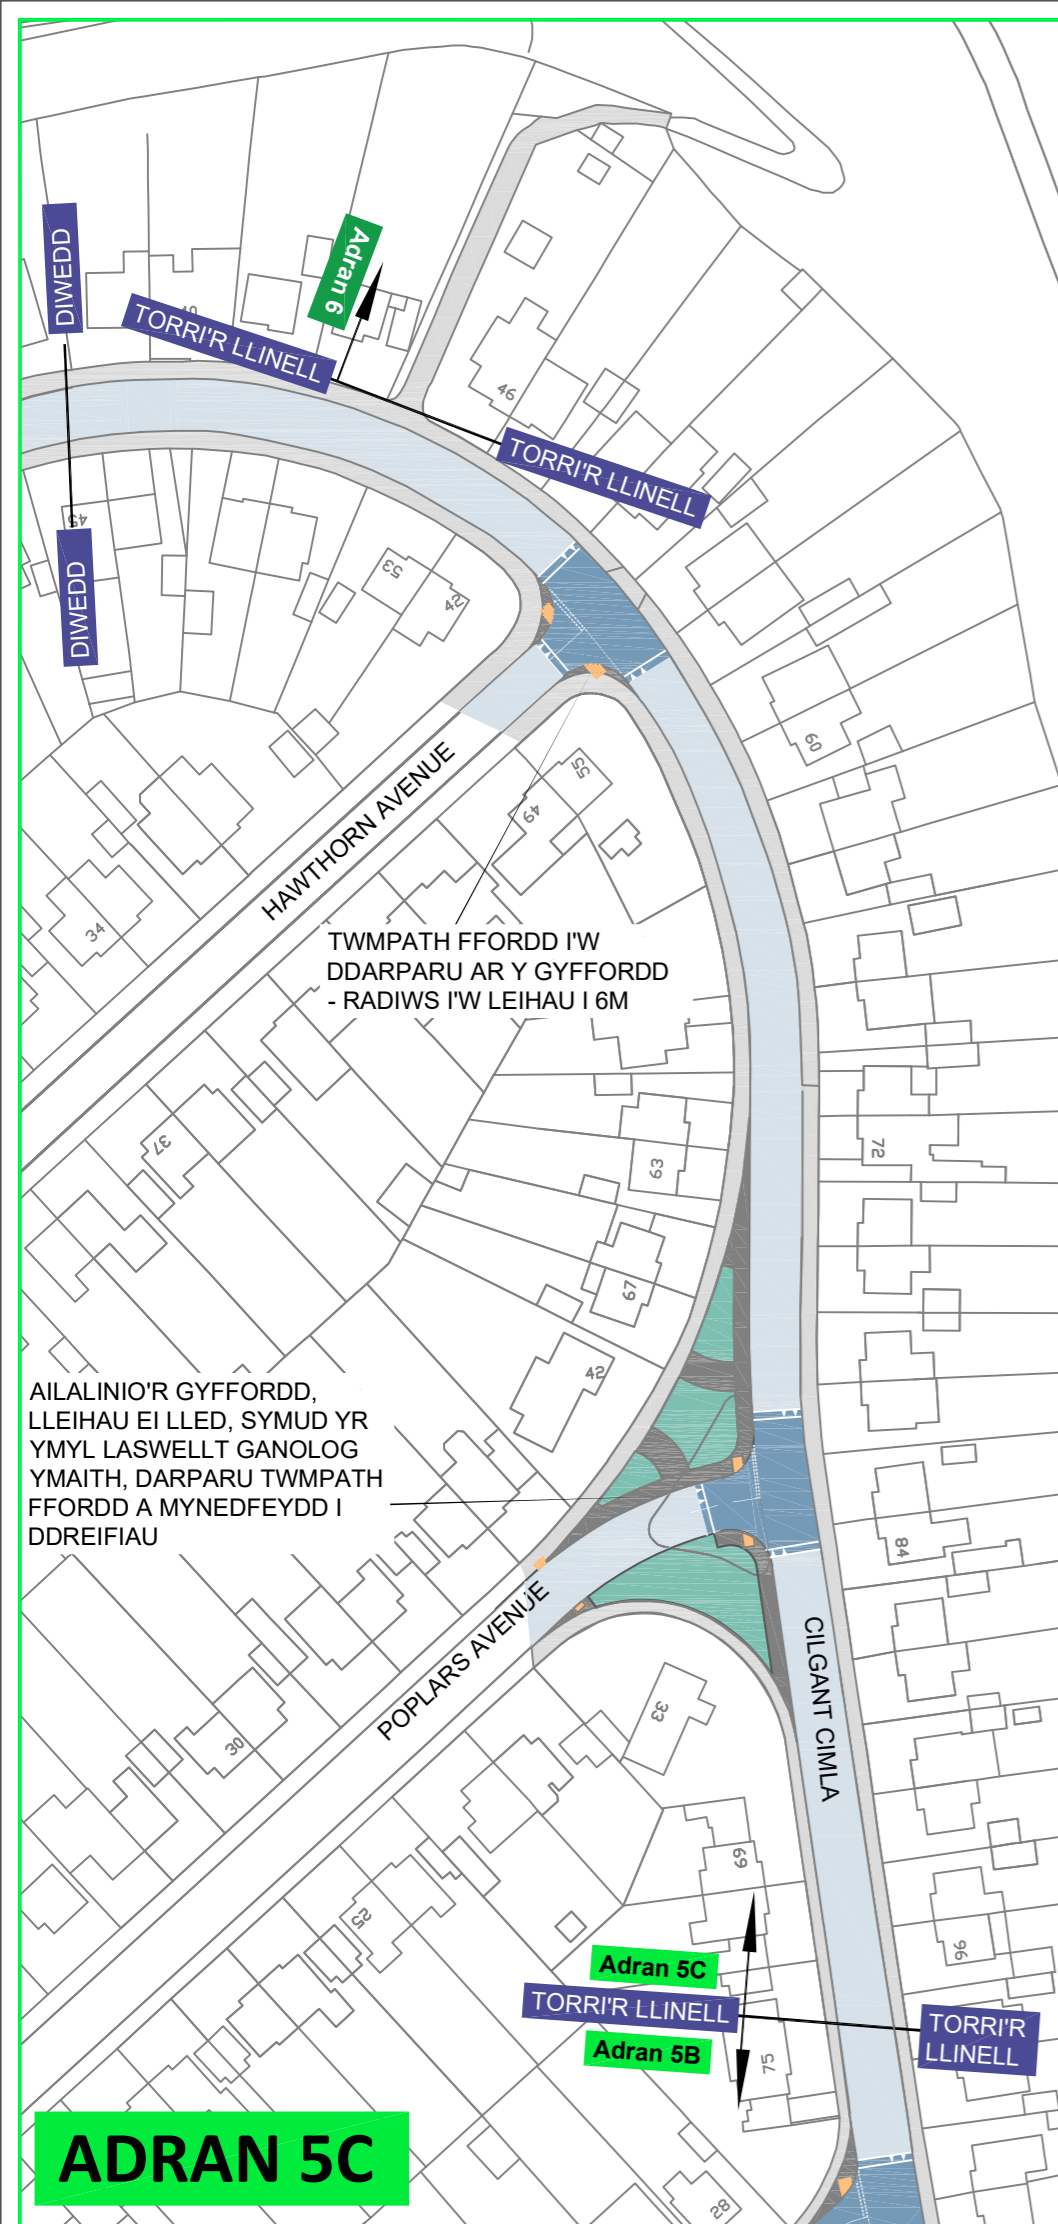 DIWEDD
40
TORRI'R LLINELL
Adran 6
46
TORRI'R LLINELL
45
DIWEDD
53
42
60
55
49
HAWTHORN AVENUE
34
TWMPATH FFORDD I'W
DDARPARU AR Y GYFFORDD
- RADIWS I'W LEIHAU I 6M
37
63
72
67
42
AILALINIO'R GYFFORDD,
LLEIHAU EI LLED, SYMUD YR
YMYL LASWELLT GANOLOG
YMAITH, DARPARU TWMPATH
FFORDD A MYNEDFEYDD I
DDREIFIAU
84
POPLARS AVENUE
CILGANT CIMLA
33
30
69
25
96
Adran 5C
TORRI'R LLINELL
Adran 5B
TORRI'R
LLINELL
75
ADRAN 5C
28